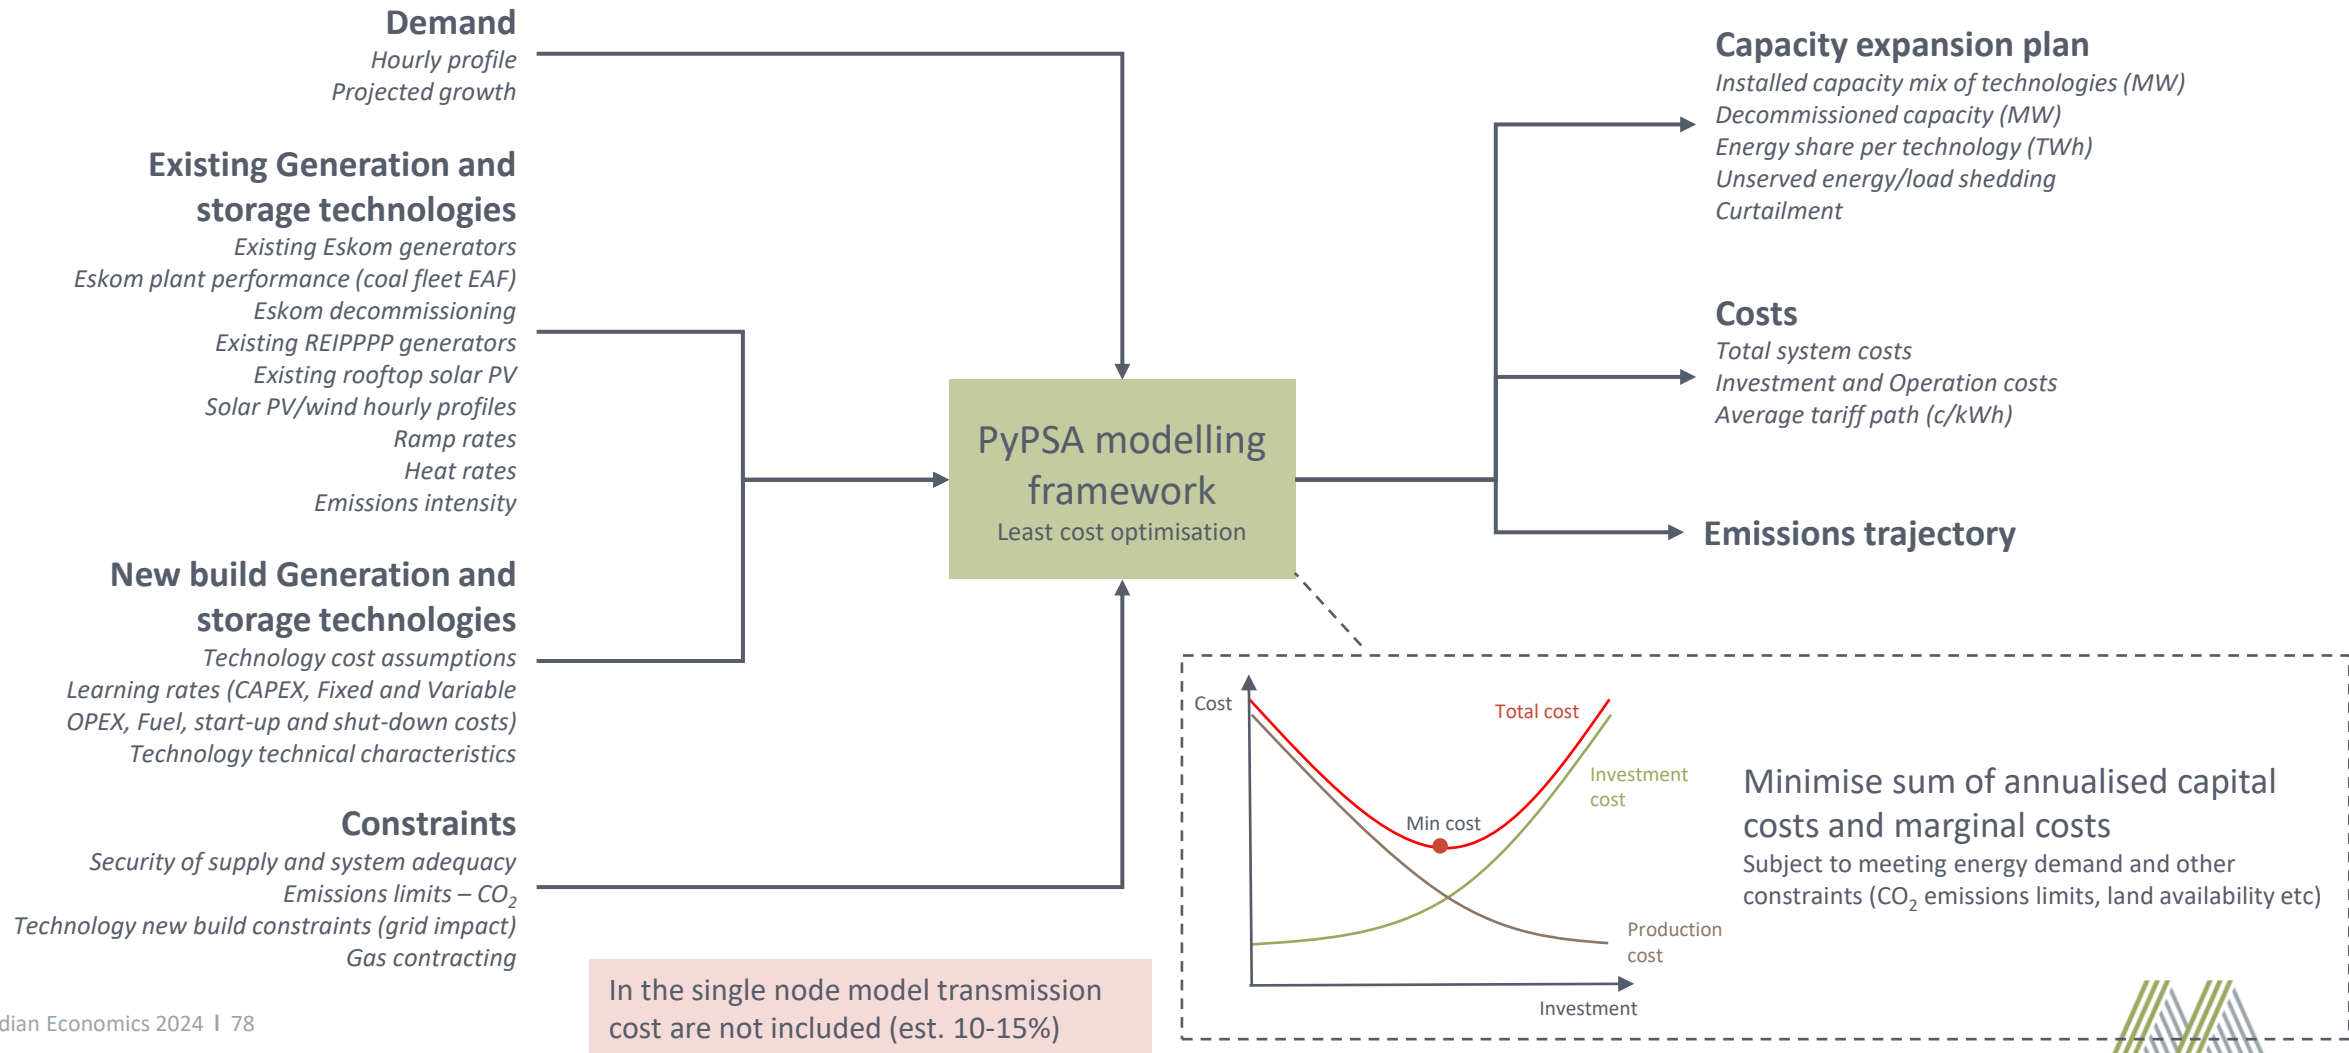 Demand
Hourly profile
Projected growth
Existing Generation and
storage technologies
Existing Eskom generators
Eskom plant performance (coal fleet EAF)
Eskom decommissioning
Existing REIPPPP generators
Existing rooftop solar PV
Solar PV/wind hourly profiles
Ramp rates
Heat rates
Emissions intensity
New build Generation and
storage technologies
Technology cost assumptions
Learning rates (CAPEX, Fixed and Variable
OPEX, Fuel, start-up and shut-down costs)
Technology technical characteristics
Constraints
Security of supply and system adequacy
Emissions limits – CO₂
Technology new build constraints (grid impact)
Gas contracting
PyPSA modelling
framework
Least cost optimisation
Capacity expansion plan
Installed capacity mix of technologies (MW)
Decommissioned capacity (MW)
Energy share per technology (TWh)
Unserved energy/load shedding
Curtailment
Costs
Total system costs
Investment and Operation costs
Average tariff path (c/kWh)
Emissions trajectory
Cost
Total cost
Investment
cost
Min cost
Production
cost
Investment
Minimise sum of annualised capital
costs and marginal costs
Subject to meeting energy demand and other
constraints (CO₂ emissions limits, land availability etc)
In the single node model transmission
cost are not included (est. 10-15%)
dian Economics 2024 I 78